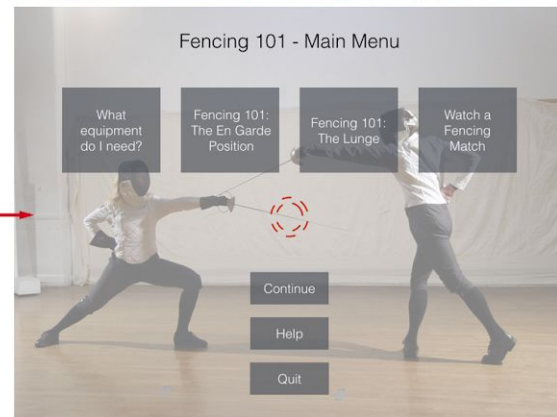 Fencing 101 - Main Menu
What
equipment
do I need?
Fencing 101:
The En Garde
Position
Fencing 101:
The Lunge
Watch a
Fencing
Match
Continue
Help
Quit